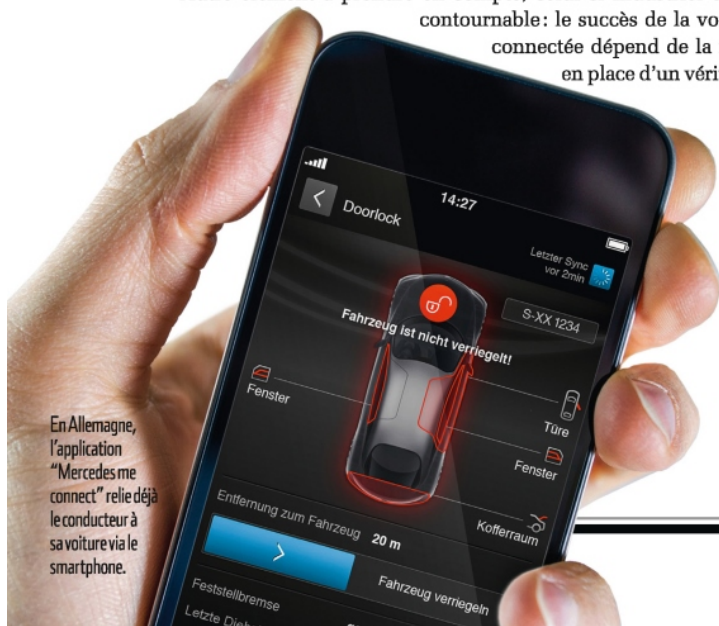 contournable: le succès de la
connectée dépend de la
en place d'un
14:27
Doorlock
Letzter Sync
vor 2min
S-XX 1234
Fahrzeug ist nicht verriegelt!
Fenster
Türe
Fenster
Kofferraum
Entfernung zum Fahrzeug 20 m
Fahrzeug verriegeln
Feststellbremse
Letzte
En Allemagne,
l'application
"Mercedes me
connect" relie déjà
le conducteur à
sa voiture via le
smartphone.